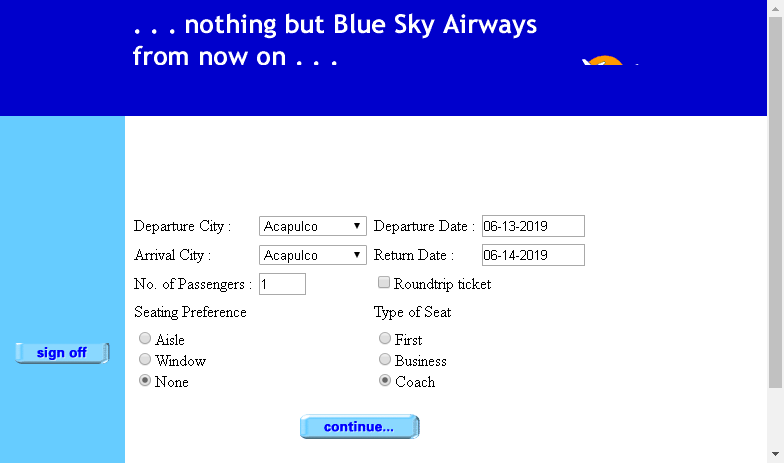 . . . nothing but Blue Sky Airways
from now on . . .
Departure City : Acapulco Departure Date : 06-13-2019
Arrival City : Acapulco Return Date : 06-14-2019
No. of Passengers : 1 Roundtrip ticket
Seating Preference Type of Seat
Aisle First
Window Business
None Coach
sign off
continue...